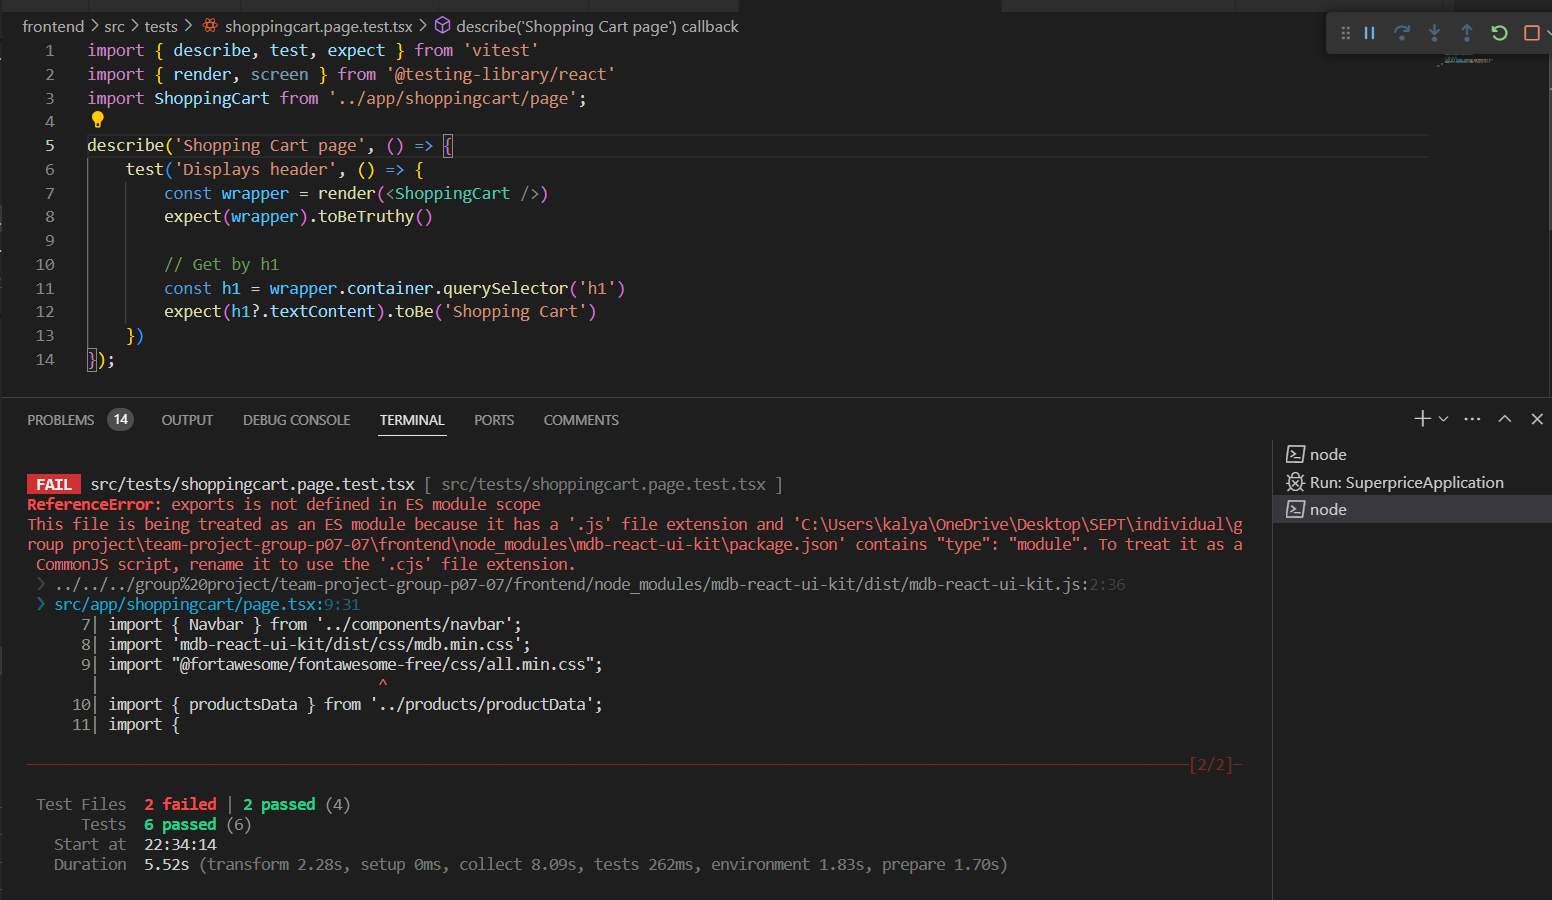 frontend > src > tests > shoppingcart.page.test.tsx > describe('Shopping Cart page') callback
1 import { describe, test, expect } from 'vitest'
2 import { render, screen } from '@testing-library/react'
3 import ShoppingCart from '../app/shoppingcart/page';
4
5 describe('Shopping Cart page', () => {
6 test('Displays header', () => {
7 const wrapper = render(<ShoppingCart />)
8 expect(wrapper).toBeTruthy()
9
10 // Get by h1
11 const h1 = wrapper.container.querySelector('h1')
12 expect(h1?.textContent).toBe('Shopping Cart')
13 })
14 });
PROBLEMS 14 OUTPUT DEBUG CONSOLE TERMINAL PORTS COMMENTS
node
Run: SuperpriceApplication
node
FAIL src/tests/shoppingcart.page.test.tsx [ src/tests/shoppingcart.page.test.tsx ]
ReferenceError: exports is not defined in ES module scope
This file is being treated as an ES module because it has a '.js' file extension and 'C:\Users\kalya\OneDrive\Desktop\SEPT\individual\g
roup project\team-project-group-p07-07\frontend\node_modules\mdb-react-ui-kit\package.json' contains "type": "module". To treat it as a
CommonJS script, rename it to use the '.cjs' file extension.
❯ ../../../group%20project/team-project-group-p07-07/frontend/node_modules/mdb-react-ui-kit/dist/mdb-react-ui-kit.js:2:36
❯ src/app/shoppingcart/page.tsx:9:31
7| import { Navbar } from '../components/navbar';
8| import 'mdb-react-ui-kit/dist/css/mdb.min.css';
9| import "@fortawesome/fontawesome-free/css/all.min.css";
| ^
10| import { productsData } from '../products/productData';
11| import {
[2/2]
Test Files 2 failed | 2 passed (4)
Tests 6 passed (6)
Start at 22:34:14
Duration 5.52s (transform 2.28s, setup 0ms, collect 8.09s, tests 262ms, environment 1.83s, prepare 1.70s)